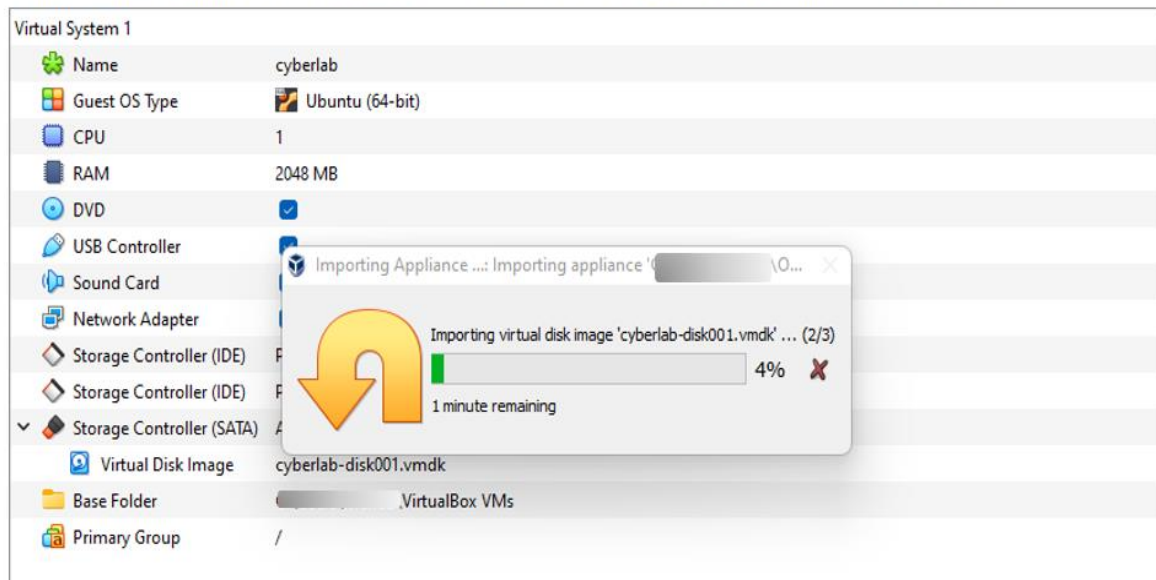 Virtual System 1
Name cyberlab
Guest OS Type Ubuntu (64-bit)
CPU 1
RAM 2048 MB
DVD
USB Controller
Importing Appliance ...: Importing appliance ' \O...
Sound Card
Network Adapter
Importing virtual disk image 'cyberlab-disk001.vmdk' ... (2/3)
Storage Controller (IDE) P
4%
Storage Controller (IDE) P
1 minute remaining
Storage Controller (SATA) A
Virtual Disk Image cyberlab-disk001.vmdk
Base Folder VirtualBox VMs
Primary Group /